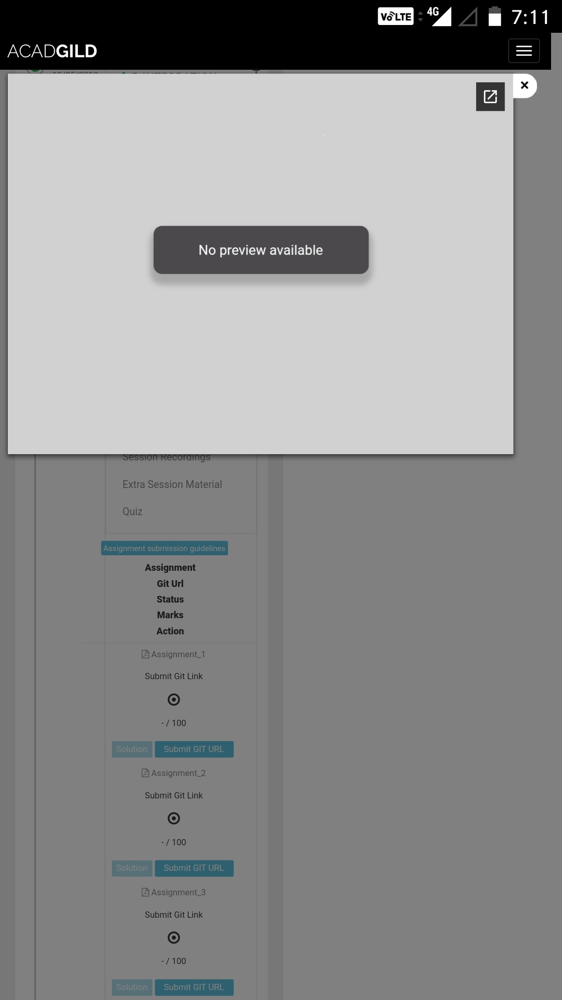 VoLTE 4G 7:11
ACADGILD
×
No preview available
Session Recordings
Extra Session Material
Quiz
Assignment submission guidelines
Assignment
Git Url
Status
Marks
Action
Assignment_1
Submit Git Link
- / 100
Solution Submit GIT URL
Assignment_2
Submit Git Link
- / 100
Solution Submit GIT URL
Assignment_3
Submit Git Link
- / 100
Solution Submit GIT URL